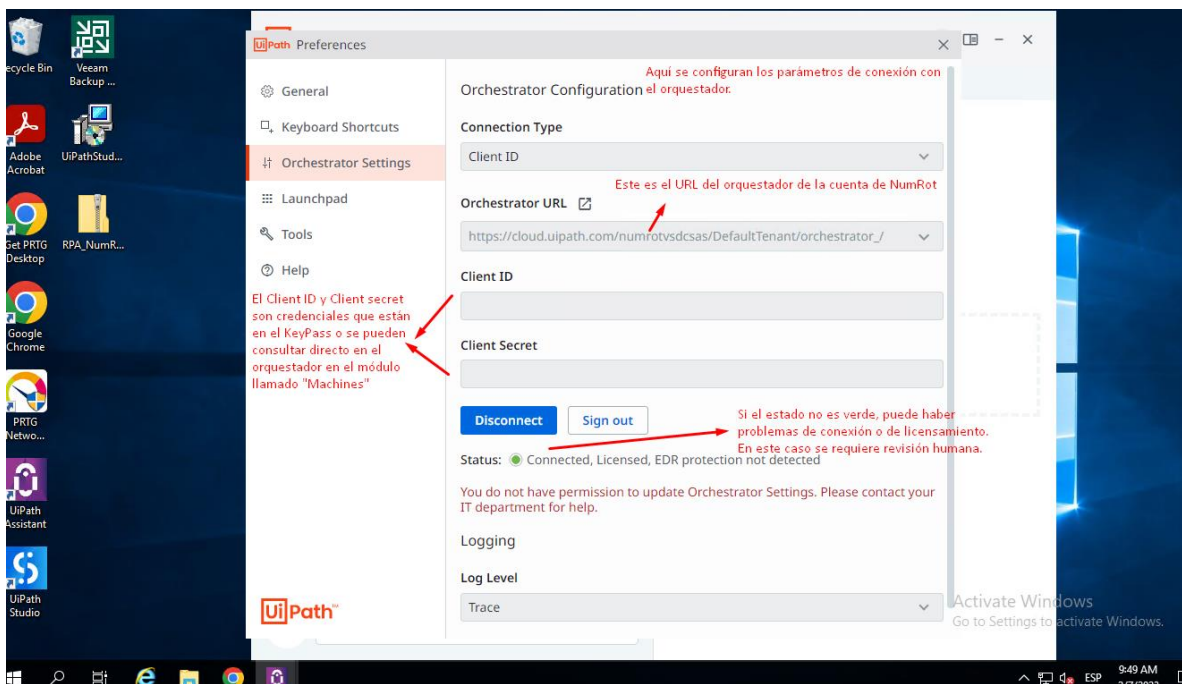 Recycle Bin
Veeam
Backup ...
Adobe
Acrobat
UiPathStud...
Get PRTG
Desktop
RPA_NumR...
Google
Chrome
PRTG
Netwo...
UiPath
Assistant
UiPath
Studio
UiPath Preferences
General
Keyboard Shortcuts
Orchestrator Settings
Launchpad
Tools
Help
El Client ID y Client secret
son credenciales que están
en el KeyPass o se pueden
consultar directo en el
orquestador en el módulo
llamado "Machines"
UiPath
Aquí se configuran los parámetros de conexión con
Orchestrator Configuration el orquestador.
Connection Type
Client ID
Este es el URL del orquestador de la cuenta de NumRot
Orchestrator URL
https://cloud.uipath.com/numrotvsdcsas/DefaultTenant/orchestrator_/
Client ID
Client Secret
Disconnect
Sign out
Si el estado no es verde, puede haber
problemas de conexión o de licensamiento.
En este caso se requiere revisión humana.
Status: Connected, Licensed, EDR protection not detected
You do not have permission to update Orchestrator Settings. Please contact your
IT department for help.
Logging
Log Level
Trace
Activate Windows
Go to Settings to activate Windows.
ESP
9:49 AM